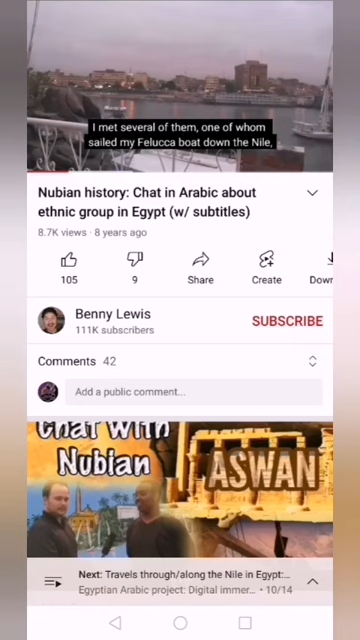 I met several of them, one of whom
sailed my Felucca boat down the Nile,
Nubian history: Chat in Arabic about
ethnic group in Egypt (w/ subtitles)
8.7K views · 8 years ago
105
9
Share
Create
Down
Benny Lewis
111K subscribers
SUBSCRIBE
Comments 42
Add a public comment...
Chat with
Nubian
ASWAN
Next: Travels through/along the Nile in Egypt:...
Egyptian Arabic project: Digital immer... • 10/14